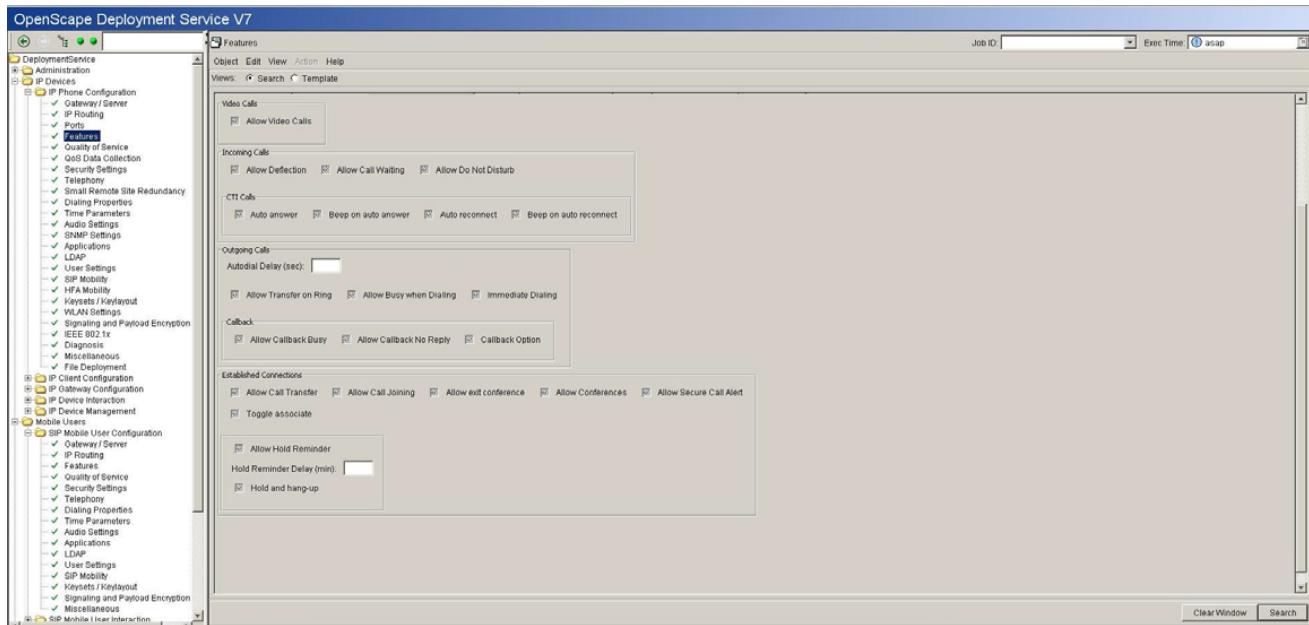 OpenScape Deployment Service V7
Features
Job ID:
Exec Time: asap
DeploymentService
Administration
IP Devices
IP Phone Configuration
Gateway / Server
IP Routing
Ports
Features
Quality of Service
QoS Data Collection
Security Settings
Telephony
Small Remote Site Redundancy
Dialing Properties
Time Parameters
Audio Settings
SNMP Settings
Applications
LDAP
User Settings
SIP Mobility
HFA Mobility
Keysets / Keylayout
WLAN Settings
Signaling and Payload Encryption
IEEE 802.1x
Diagnosis
Miscellaneous
File Deployment
IP Client Configuration
IP Gateway Configuration
IP Device Interaction
IP Device Management
Mobile Users
SIP Mobile User Configuration
Gateway / Server
IP Routing
Features
Quality of Service
Security Settings
Telephony
Dialing Properties
Time Parameters
Audio Settings
Applications
LDAP
User Settings
SIP Mobility
Keysets / Keylayout
Signaling and Payload Encryption
Miscellaneous
SIP Mobile User Interaction
Object Edit View Action Help
Views: Search Template
Video Calls
Allow Video Calls
Incoming Calls
Allow Deflection Allow Call Waiting Allow Do Not Disturb
CTI Calls
Auto answer Beep on auto answer Auto reconnect Beep on auto reconnect
Outgoing Calls
Autodial Delay (sec):
Allow Transfer on Ring Allow Busy when Dialing Immediate Dialing
Callback
Allow Callback Busy Allow Callback No Reply Callback Option
Established Connections
Allow Call Transfer Allow Call Joining Allow exit conference Allow Conferences Allow Secure Call Alert
Toggle associate
Allow Hold Reminder
Hold Reminder Delay (min):
Hold and hang-up
Clear Window Search